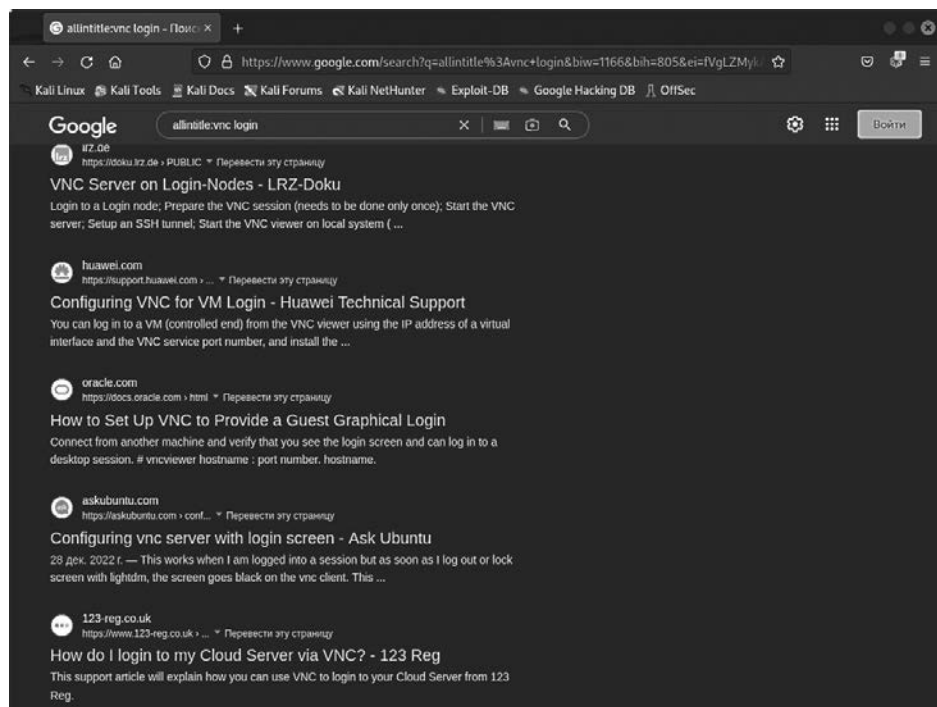 allintitle:vnc login - Поис ×
+
https://www.google.com/search?q=allintitle%3Avnc+login&biw=1166&bih=805&ei=fVgLZMyk
Kali Linux Kali Tools Kali Docs Kali Forums Kali NetHunter Exploit-DB Google Hacking DB OffSec
Google allintitle:vnc login Войти
lrz.de
https://doku.lrz.de › PUBLIC Перевести эту страницу
VNC Server on Login-Nodes - LRZ-Doku
Login to a Login node; Prepare the VNC session (needs to be done only once); Start the VNC
server; Setup an SSH tunnel; Start the VNC viewer on local system ( ...
huawei.com
https://support.huawei.com › ... Перевести эту страницу
Configuring VNC for VM Login - Huawei Technical Support
You can log in to a VM (controlled end) from the VNC viewer using the IP address of a virtual
interface and the VNC service port number, and install the ...
oracle.com
https://docs.oracle.com › html Перевести эту страницу
How to Set Up VNC to Provide a Guest Graphical Login
Connect from another machine and verify that you see the login screen and can log in to a
desktop session. # vncviewer hostname : port number. hostname.
askubuntu.com
https://askubuntu.com › conf... Перевести эту страницу
Configuring vnc server with login screen - Ask Ubuntu
28 дек. 2022 г. — This works when I am logged into a session but as soon as I log out or lock
screen with lightdm, the screen goes black on the vnc client. This ...
123-reg.co.uk
https://www.123-reg.co.uk › ... Перевести эту страницу
How do I login to my Cloud Server via VNC? - 123 Reg
This support article will explain how you can use VNC to login to your Cloud Server from 123
Reg.